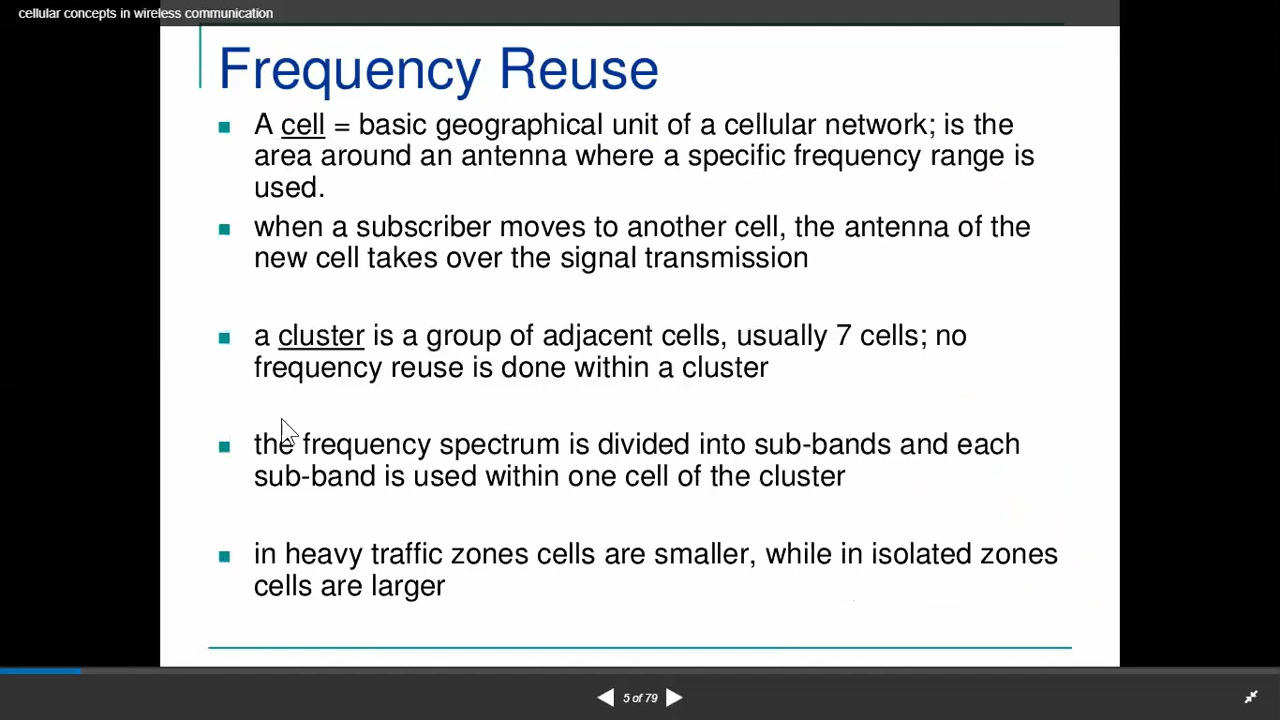 cellular concepts in wireless communication
Frequency Reuse
A cell = basic geographical unit of a cellular network; is the
area around an antenna where a specific frequency range is
used.
when a subscriber moves to another cell, the antenna of the
new cell takes over the signal transmission
a cluster is a group of adjacent cells, usually 7 cells; no
frequency reuse is done within a cluster
the frequency spectrum is divided into sub-bands and each
sub-band is used within one cell of the cluster
in heavy traffic zones cells are smaller, while in isolated zones
cells are larger
5 of 79